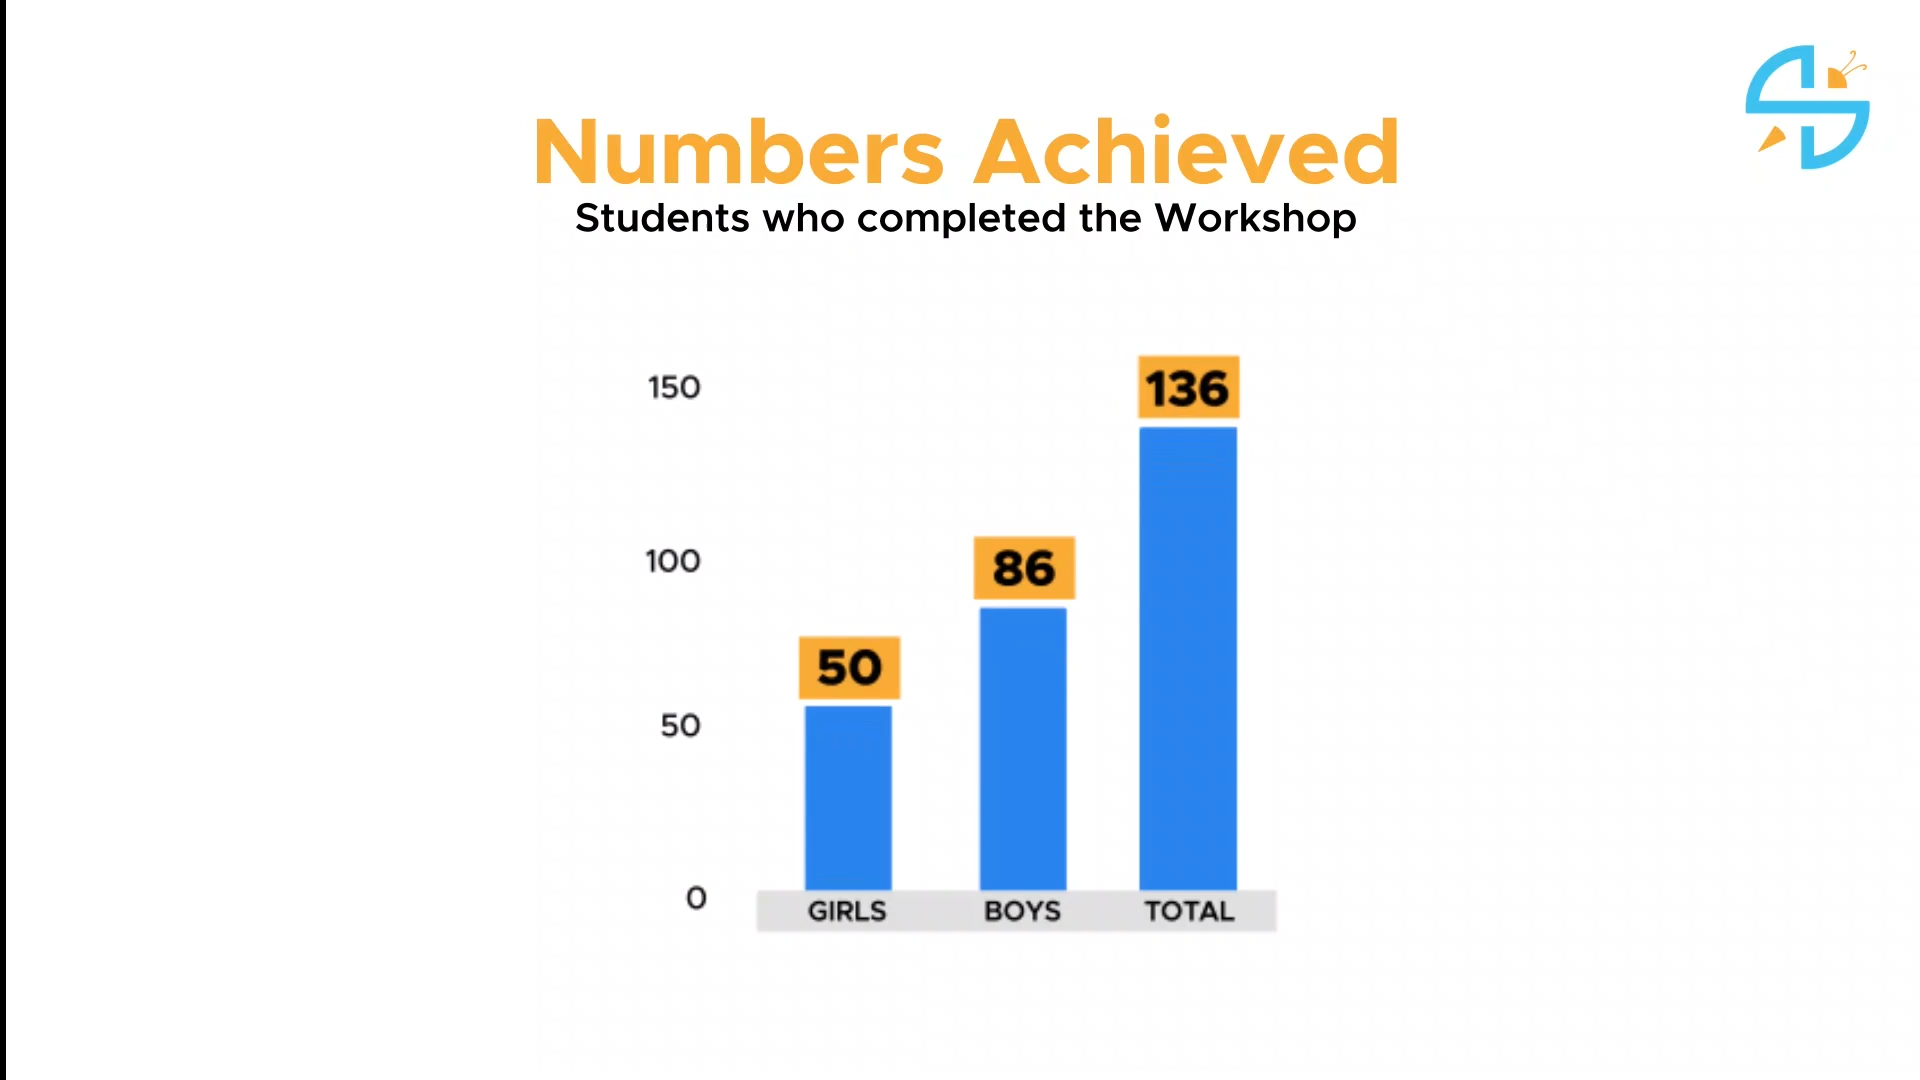 Numbers Achieved
Students who completed the Workshop
150
136
100
86
50
50
0
GIRLS BOYS TOTAL